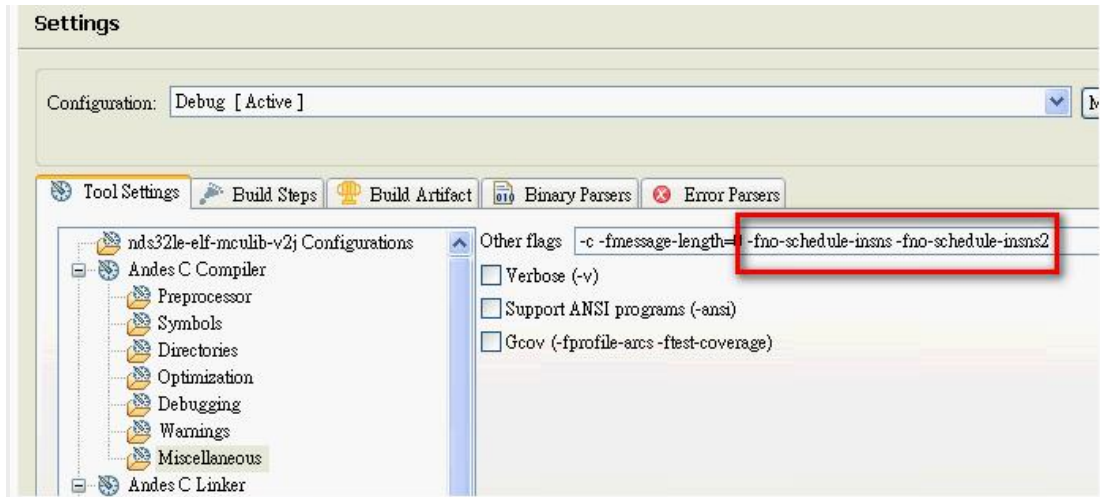 Settings
Configuration: Debug [ Active ]
Tool Settings Build Steps Build Artifact Binary Parsers Error Parsers
nds32le-elf-mculib-v2j Configurations
Andes C Compiler
Preprocessor
Symbols
Directories
Optimization
Debugging
Warnings
Miscellaneous
Andes C Linker
Other flags -c -fmessage-length=0 -fno-schedule-insns -fno-schedule-insns2
Verbose (-v)
Support ANSI programs (-ansi)
Gcov (-fprofile-arcs -ftest-coverage)